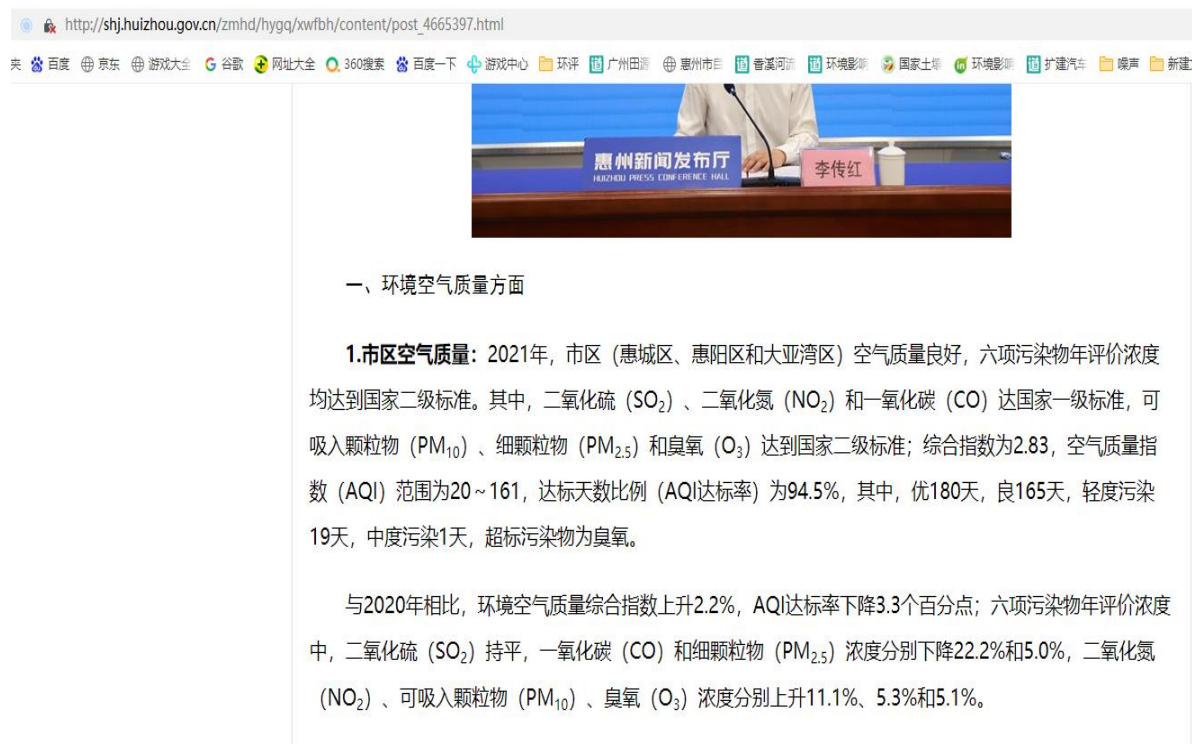 http://shj.huizhou.gov.cn/zmhd/hygq/xwfbh/content/post_4665397.html
夹 百度 京东 游戏大全 谷歌 网址大全 360搜索 百度一下 游戏中心 环评 广州田 惠州市 香溪河 环境影 国家土 环境影 扩建汽车 噪声 新建
惠州新闻发布厅
HUIZHOU PRESS CONFERENCE HALL
李传红
一、环境空气质量方面
1.市区空气质量：2021年，市区（惠城区、惠阳区和大亚湾区）空气质量良好，六项污染物年评价浓度
均达到国家二级标准。其中，二氧化硫（SO₂）、二氧化氮（NO₂）和一氧化碳（CO）达国家一级标准，可
吸入颗粒物（PM₁₀）、细颗粒物（PM₂.₅）和臭氧（O₃）达到国家二级标准；综合指数为2.83，空气质量指
数（AQI）范围为20～161，达标天数比例（AQI达标率）为94.5%，其中，优180天，良165天，轻度污染
19天，中度污染1天，超标污染物为臭氧。
与2020年相比，环境空气质量综合指数上升2.2%，AQI达标率下降3.3个百分点；六项污染物年评价浓度
中，二氧化硫（SO₂）持平，一氧化碳（CO）和细颗粒物（PM₂.₅）浓度分别下降22.2%和5.0%，二氧化氮
（NO₂）、可吸入颗粒物（PM₁₀）、臭氧（O₃）浓度分别上升11.1%、5.3%和5.1%。